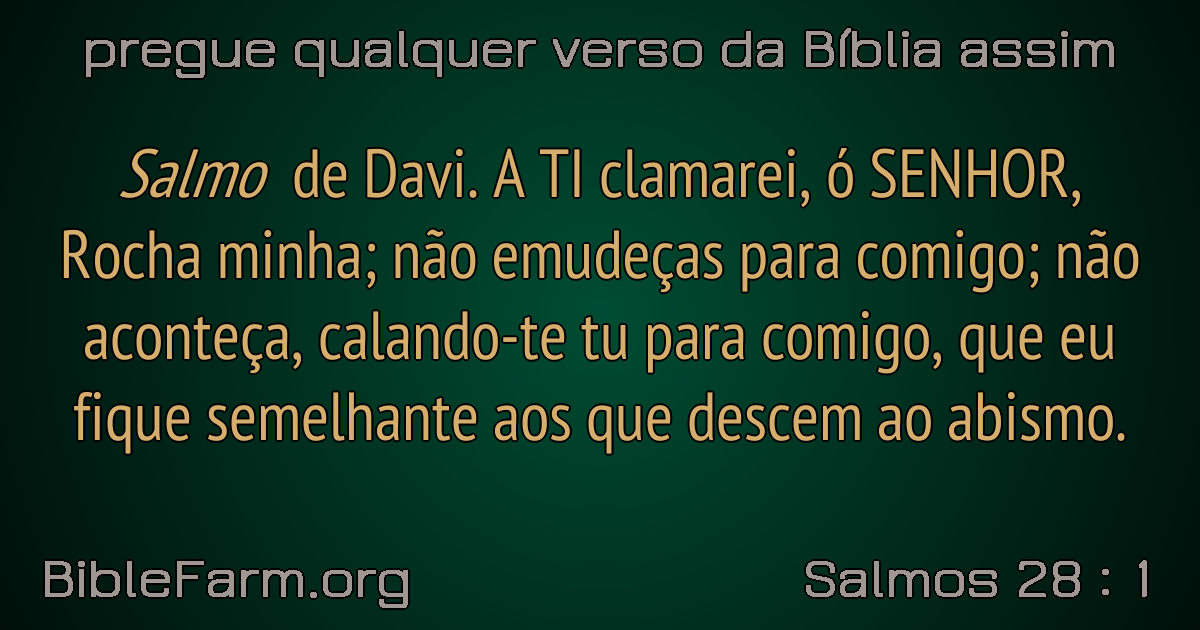 pregue qualquer verso da Bíblia assim
Salmo de Davi. A TI clamarei, ó SENHOR,
Rocha minha; não emudeças para comigo; não
aconteça, calando-te tu para comigo, que eu
fique semelhante aos que descem ao abismo.
BibleFarm.org
Salmos 28 : 1